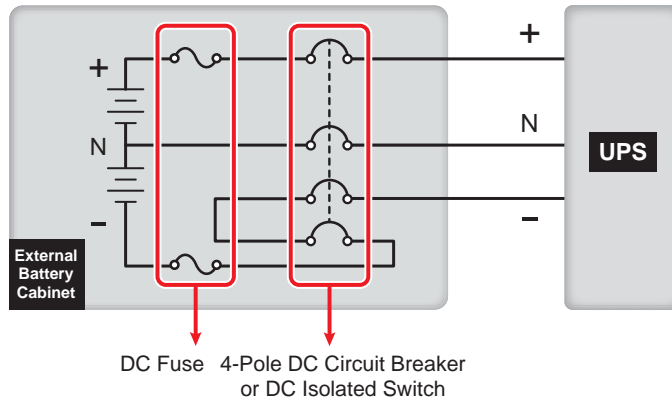 +
+
N
N
UPS
-
-
External
Battery
Cabinet
DC Fuse
4-Pole DC Circuit Breaker
or DC Isolated Switch